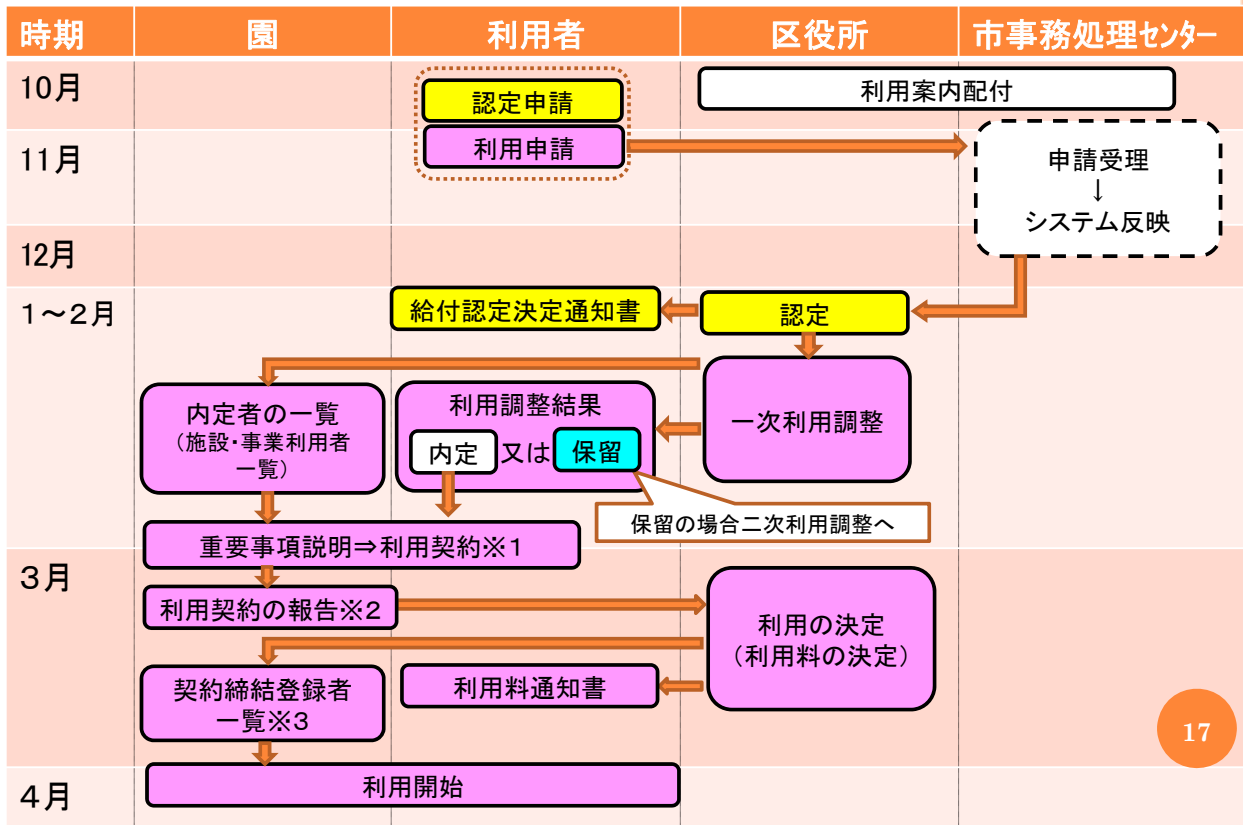 時期
園
利用者
区役所
市事務処理センター
10月
認定申請
利用案内配付
11月
利用申請
申請受理
↓
システム反映
12月
1～2月
給付認定決定通知書
認定
内定者の一覧
(施設・事業利用者
一覧)
利用調整結果
内定 又は 保留
一次利用調整
保留の場合二次利用調整へ
重要事項説明⇒利用契約※1
3月
利用契約の報告※2
利用の決定
(利用料の決定)
契約締結登録者
一覧※3
利用料通知書
17
4月
利用開始